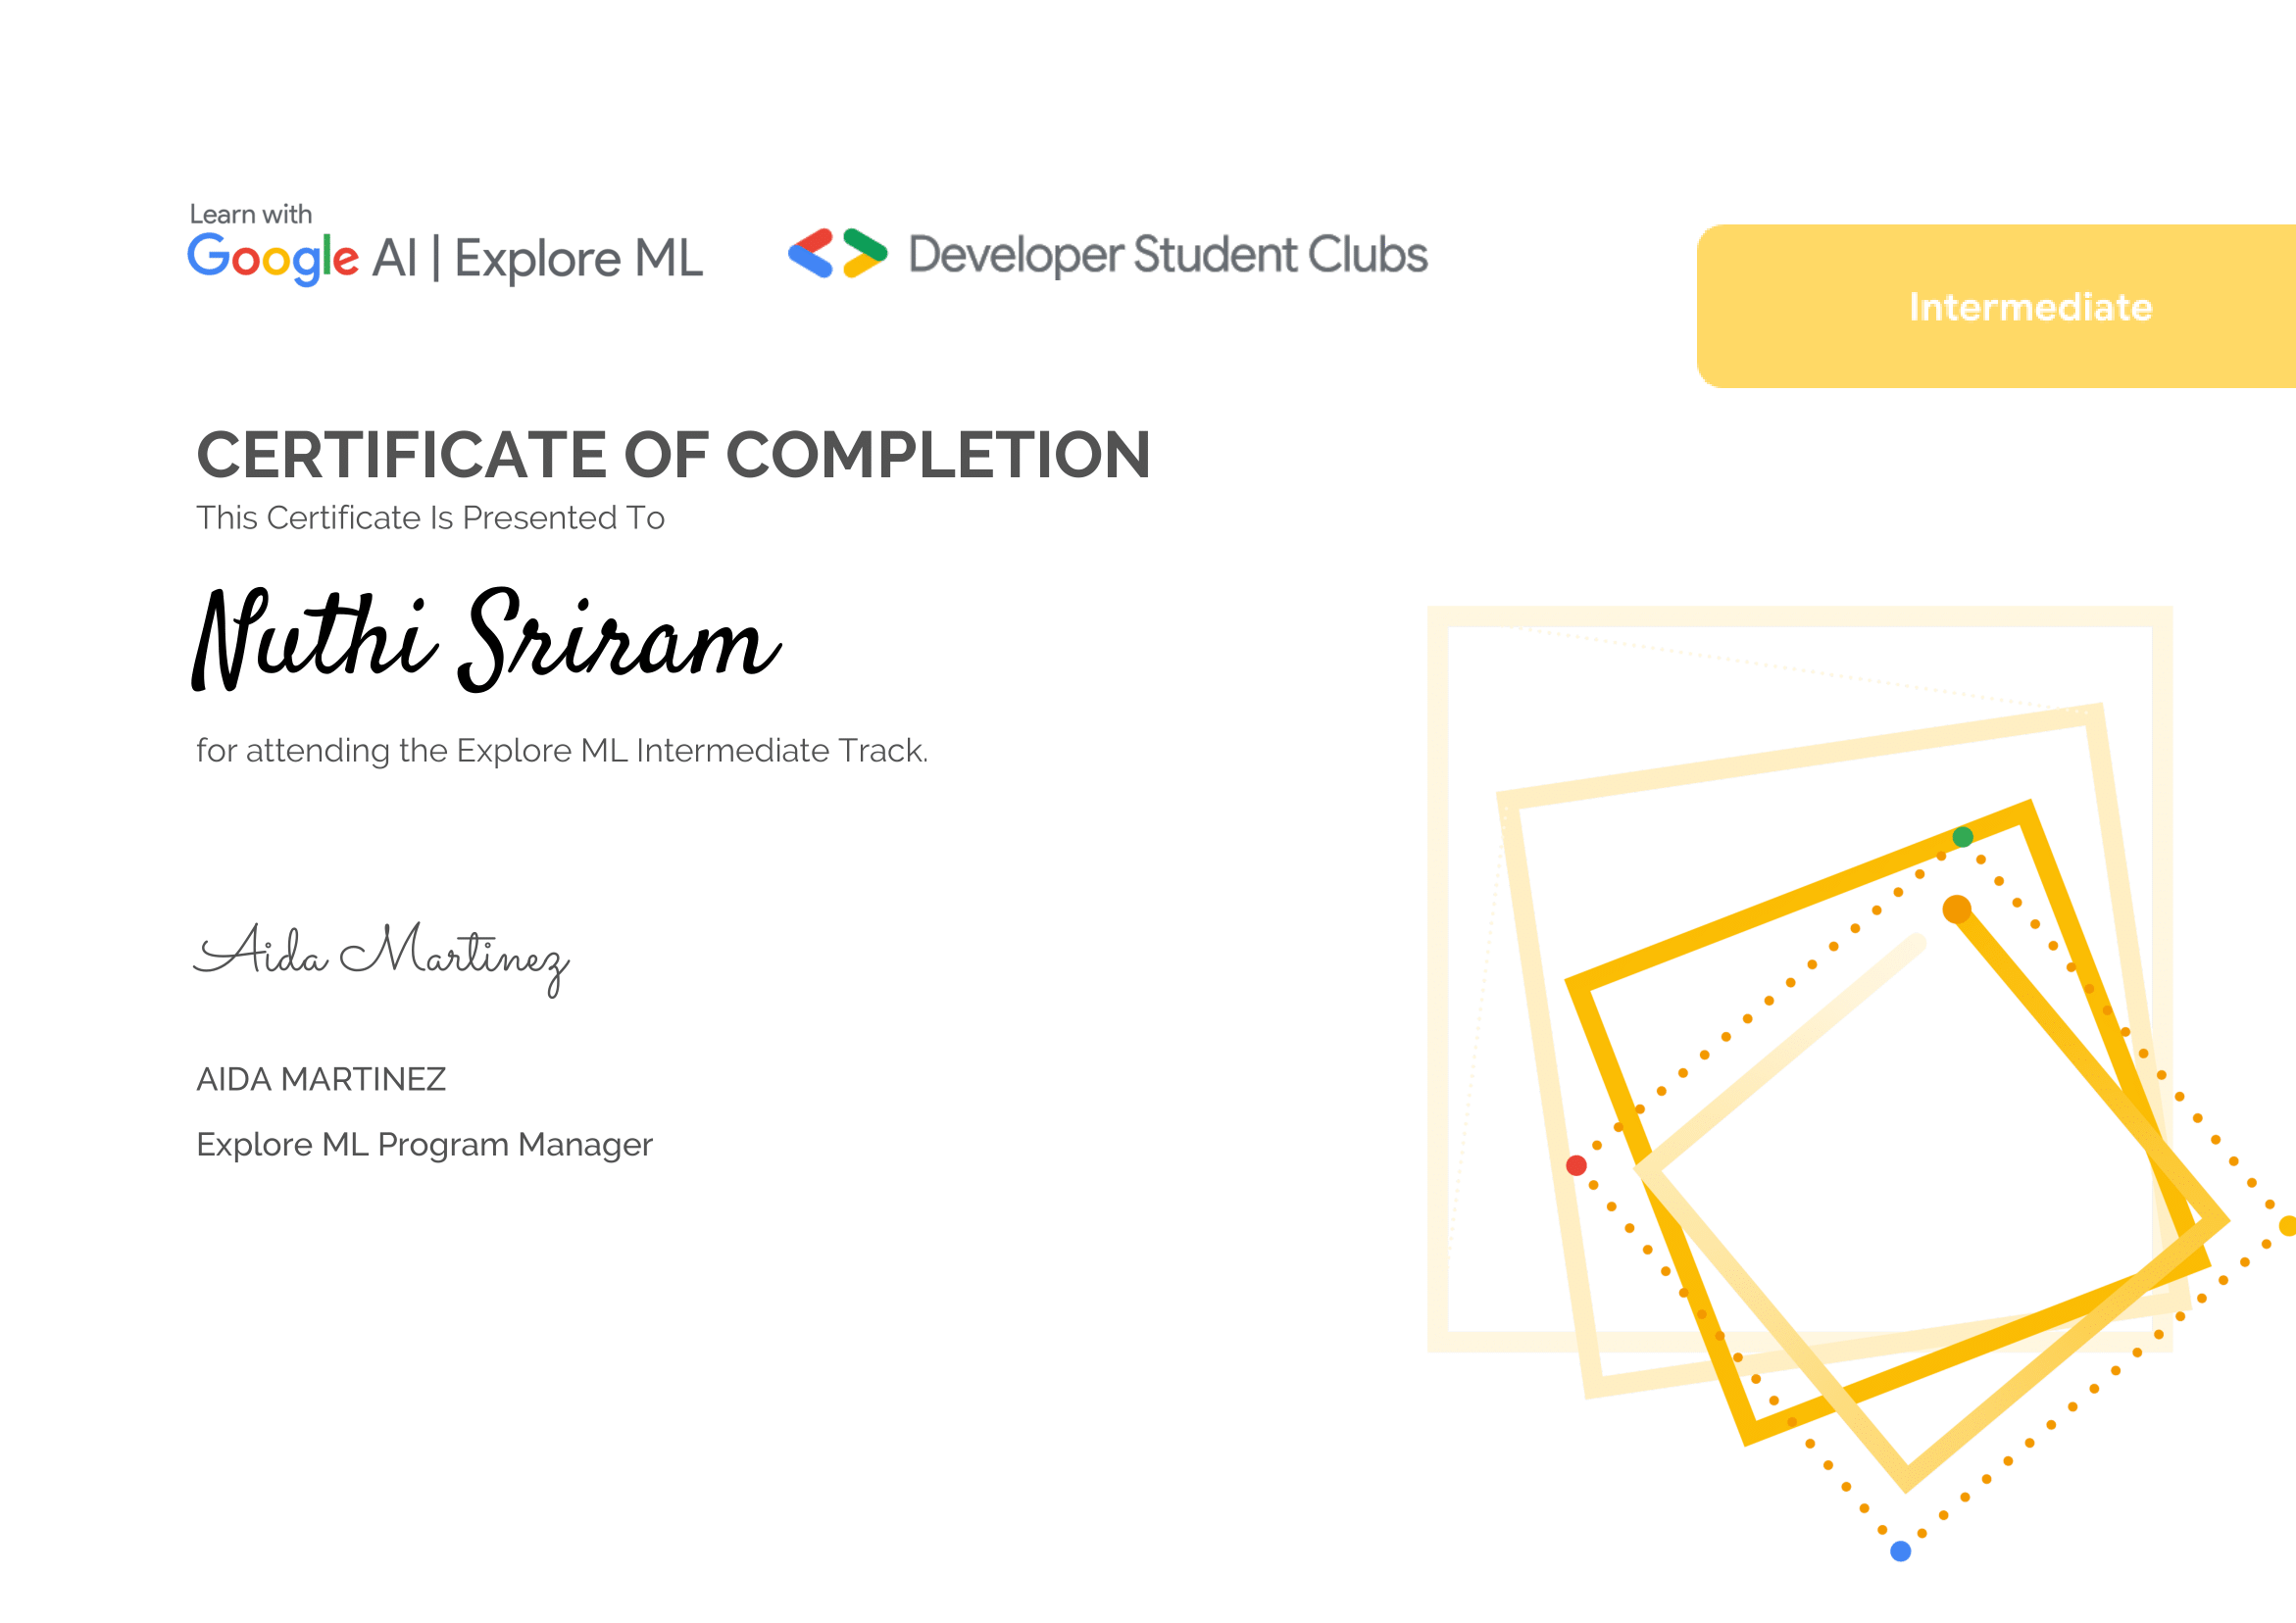 Learn with
Google AI | Explore ML
Developer Student Clubs
Intermediate
CERTIFICATE OF COMPLETION
This Certificate Is Presented To
Nuthi Sriram
for attending the Explore ML Intermediate Track.
Aida Martinez
AIDA MARTINEZ
Explore ML Program Manager